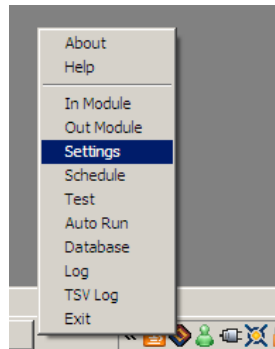 About
Help
In Module
Out Module
Settings
Schedule
Test
Auto Run
Database
Log
TSV Log
Exit